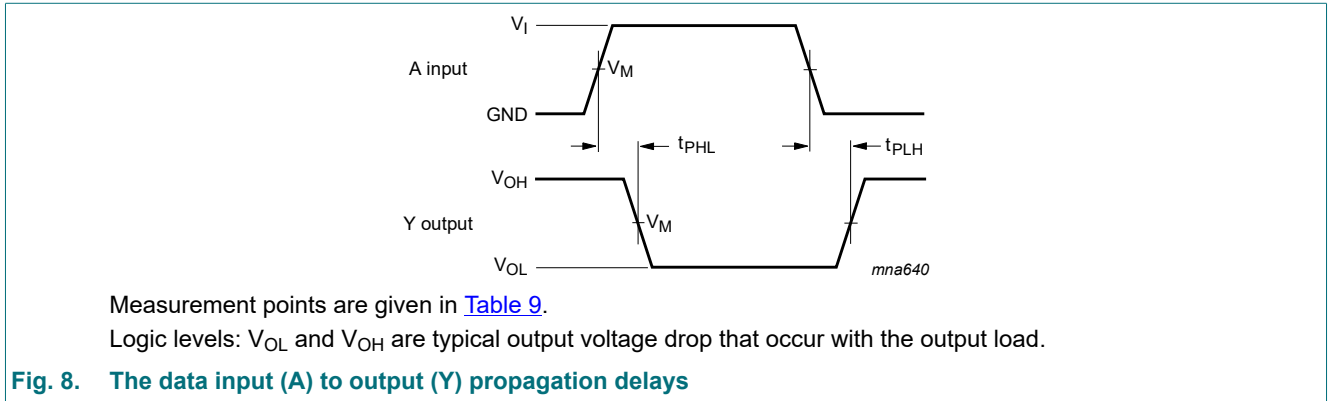 VI
A input
VM
GND
tPHL
tPLH
VOH
Y output
VM
VOL
mna640
Measurement points are given in Table 9.
Logic levels: VOL and VOH are typical output voltage drop that occur with the output load.
Fig. 8. The data input (A) to output (Y) propagation delays